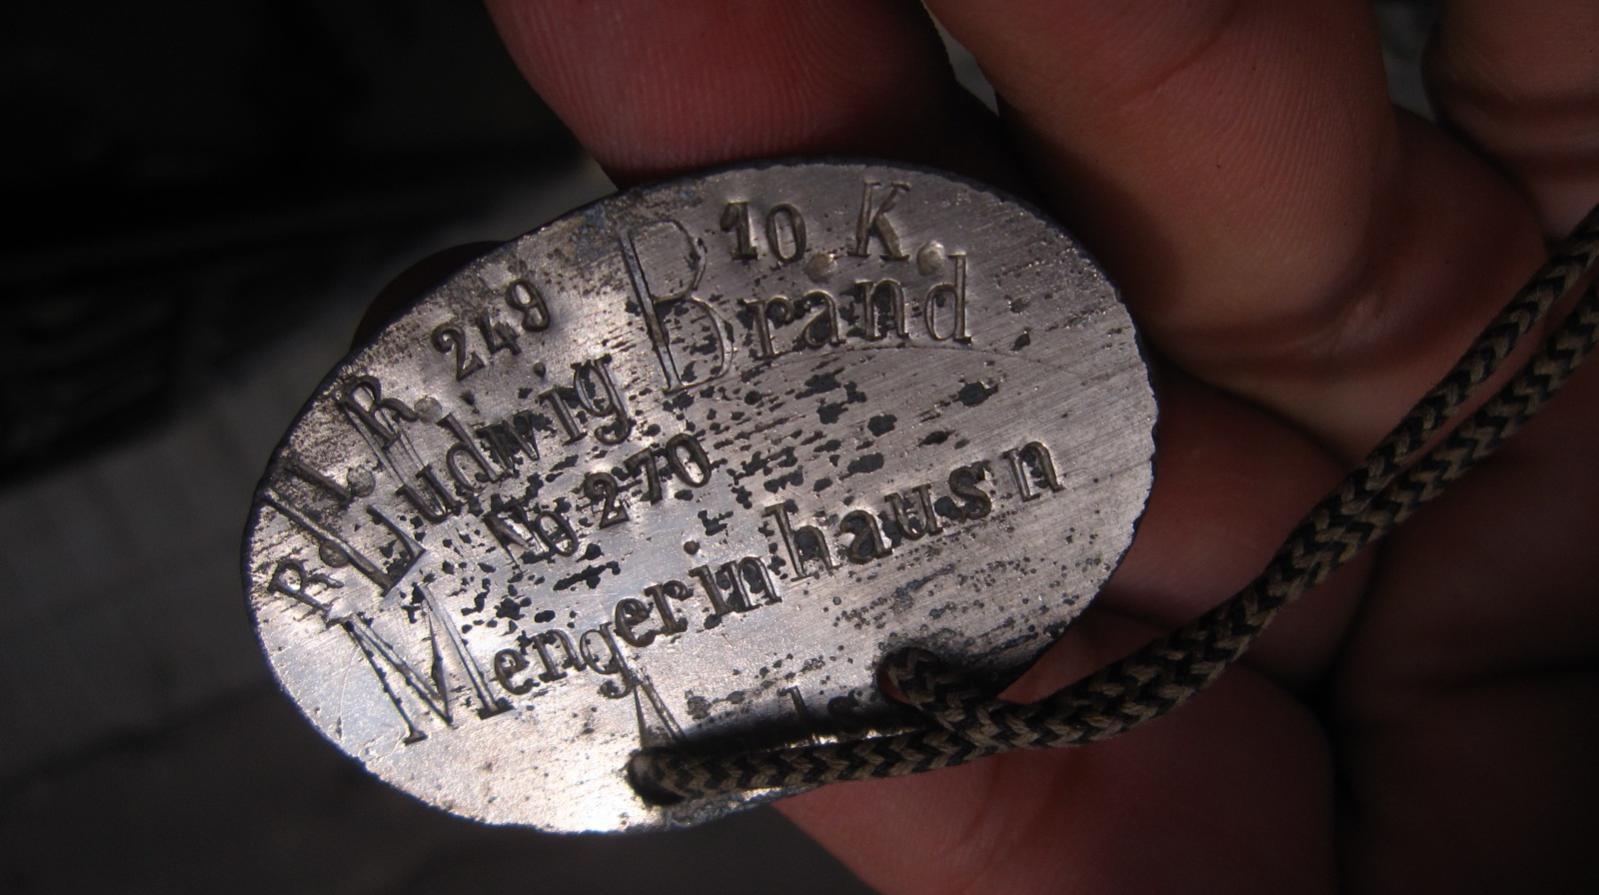 R. I. R. 249 10. K.
Ludwig Brand
No 270
Mengerinhausn